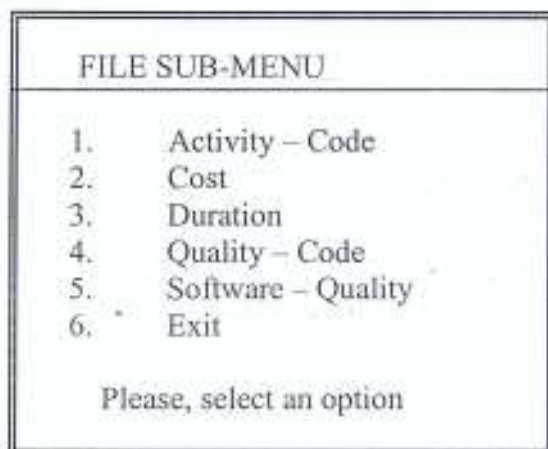 FILE SUB-MENU
1. Activity – Code
2. Cost
3. Duration
4. Quality – Code
5. Software – Quality
6. Exit
Please, select an option